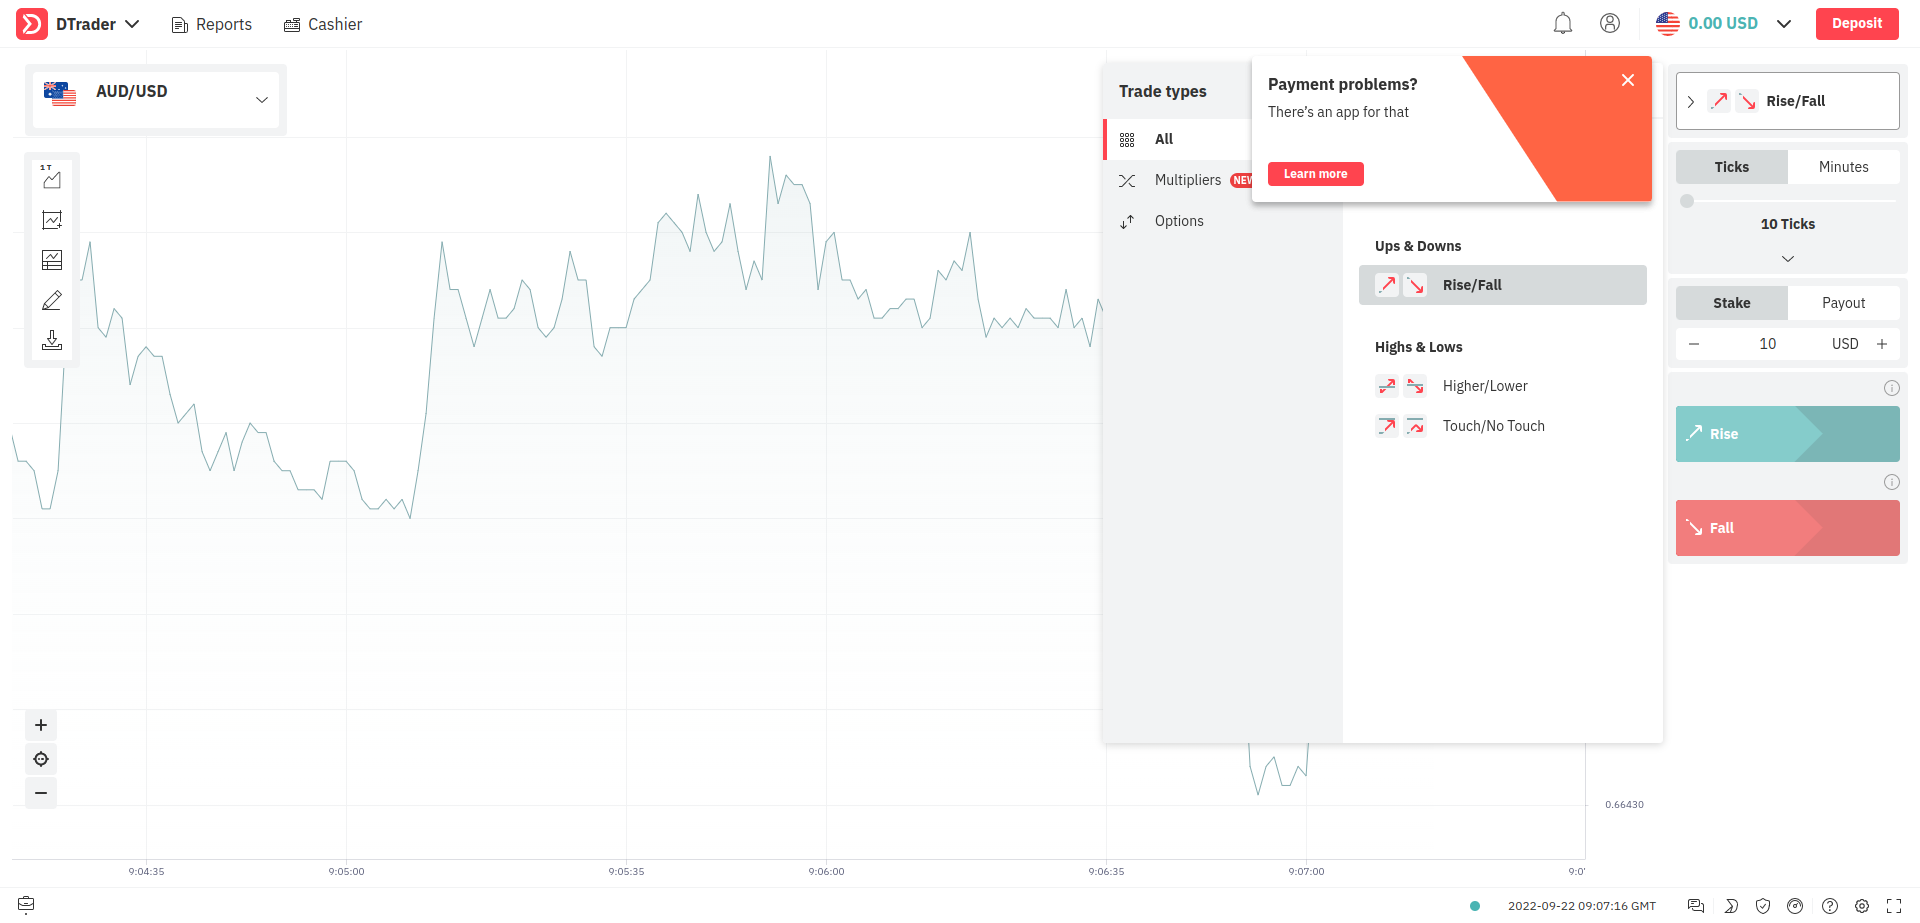 DTrader
Reports
Cashier
0.00 USD
Deposit
AUD/USD
1 T
Trade types
All
Multipliers
Options
Payment problems?
There's an app for that
Learn more
Ups & Downs
Rise/Fall
Highs & Lows
Higher/Lower
Touch/No Touch
Rise/Fall
Ticks
Minutes
10 Ticks
Stake
Payout
10
USD
Rise
Fall
0.66430
9:04:35
9:05:00
9:05:35
9:06:00
9:06:35
9:07:00
2022-09-22 09:07:16 GMT